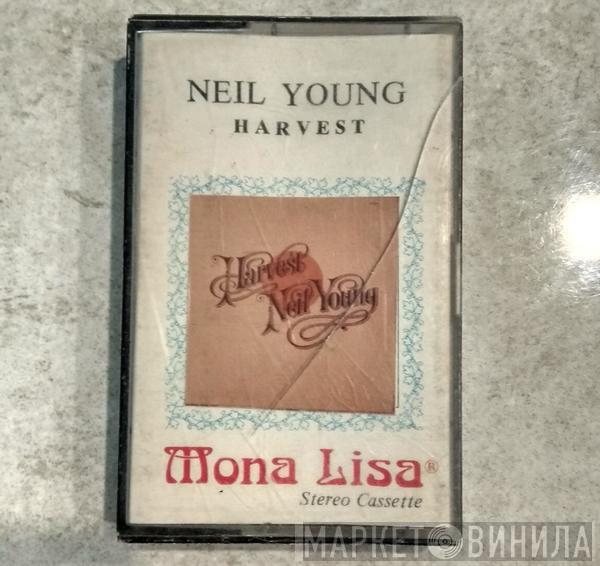 NEIL YOUNG
HARVEST
Harvest
Neil Young
Mona Lisa®
Stereo Cassette
МАРКЕТ ВИНИЛА